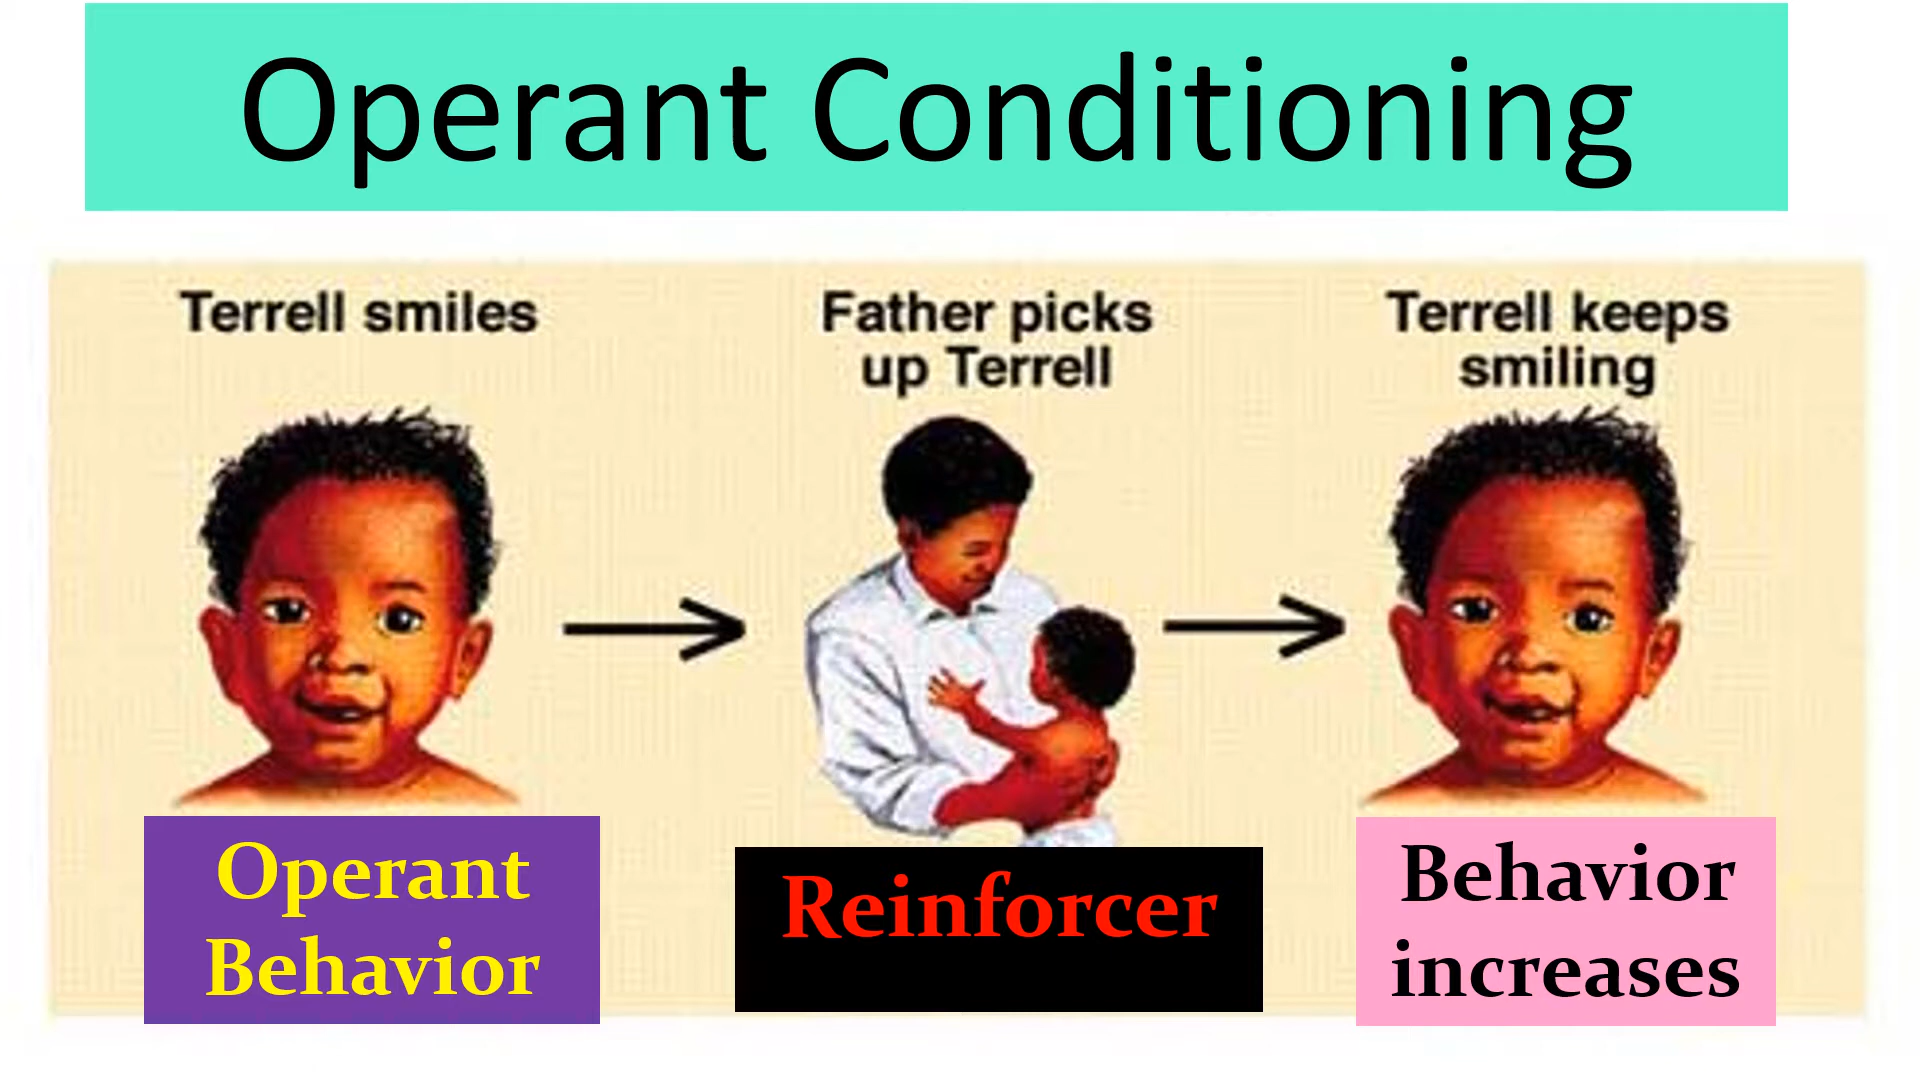 Operant Conditioning
Terrell smiles
Father picks
up Terrell
Terrell keeps
smiling
Operant
Behavior
Reinforcer
Behavior
increases